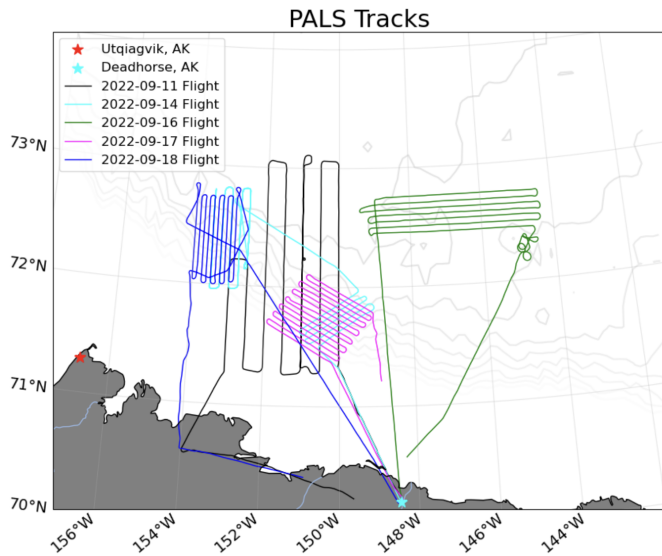 PALS Tracks
Utqiagvik, AK
Deadhorse, AK
2022-09-11 Flight
2022-09-14 Flight
2022-09-16 Flight
2022-09-17 Flight
2022-09-18 Flight
73°N
72°N
71°N
70°N
156°W
154°W
152°W
150°W
148°W
146°W
144°W